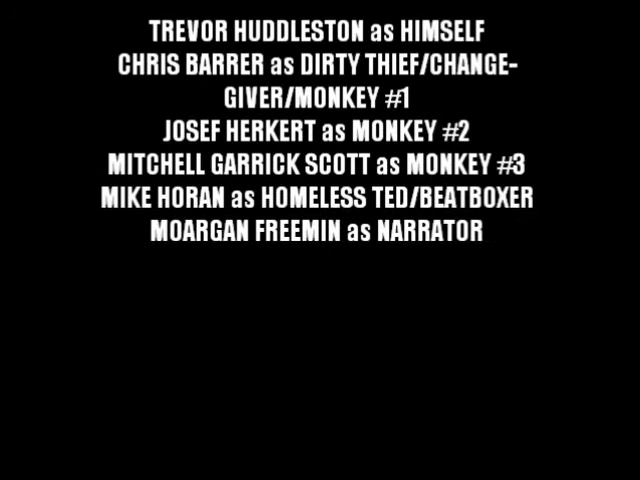 TREVOR HUDDLESTON as HIMSELF
CHRIS BARRER as DIRTY THIEF/CHANGE-
GIVER/MONKEY #1
JOSEF HERKERT as MONKEY #2
MITCHELL GARRICK SCOTT as MONKEY #3
MIKE HORAN as HOMELESS TED/BEATBOXER
MOARGAN FREEMIN as NARRATOR